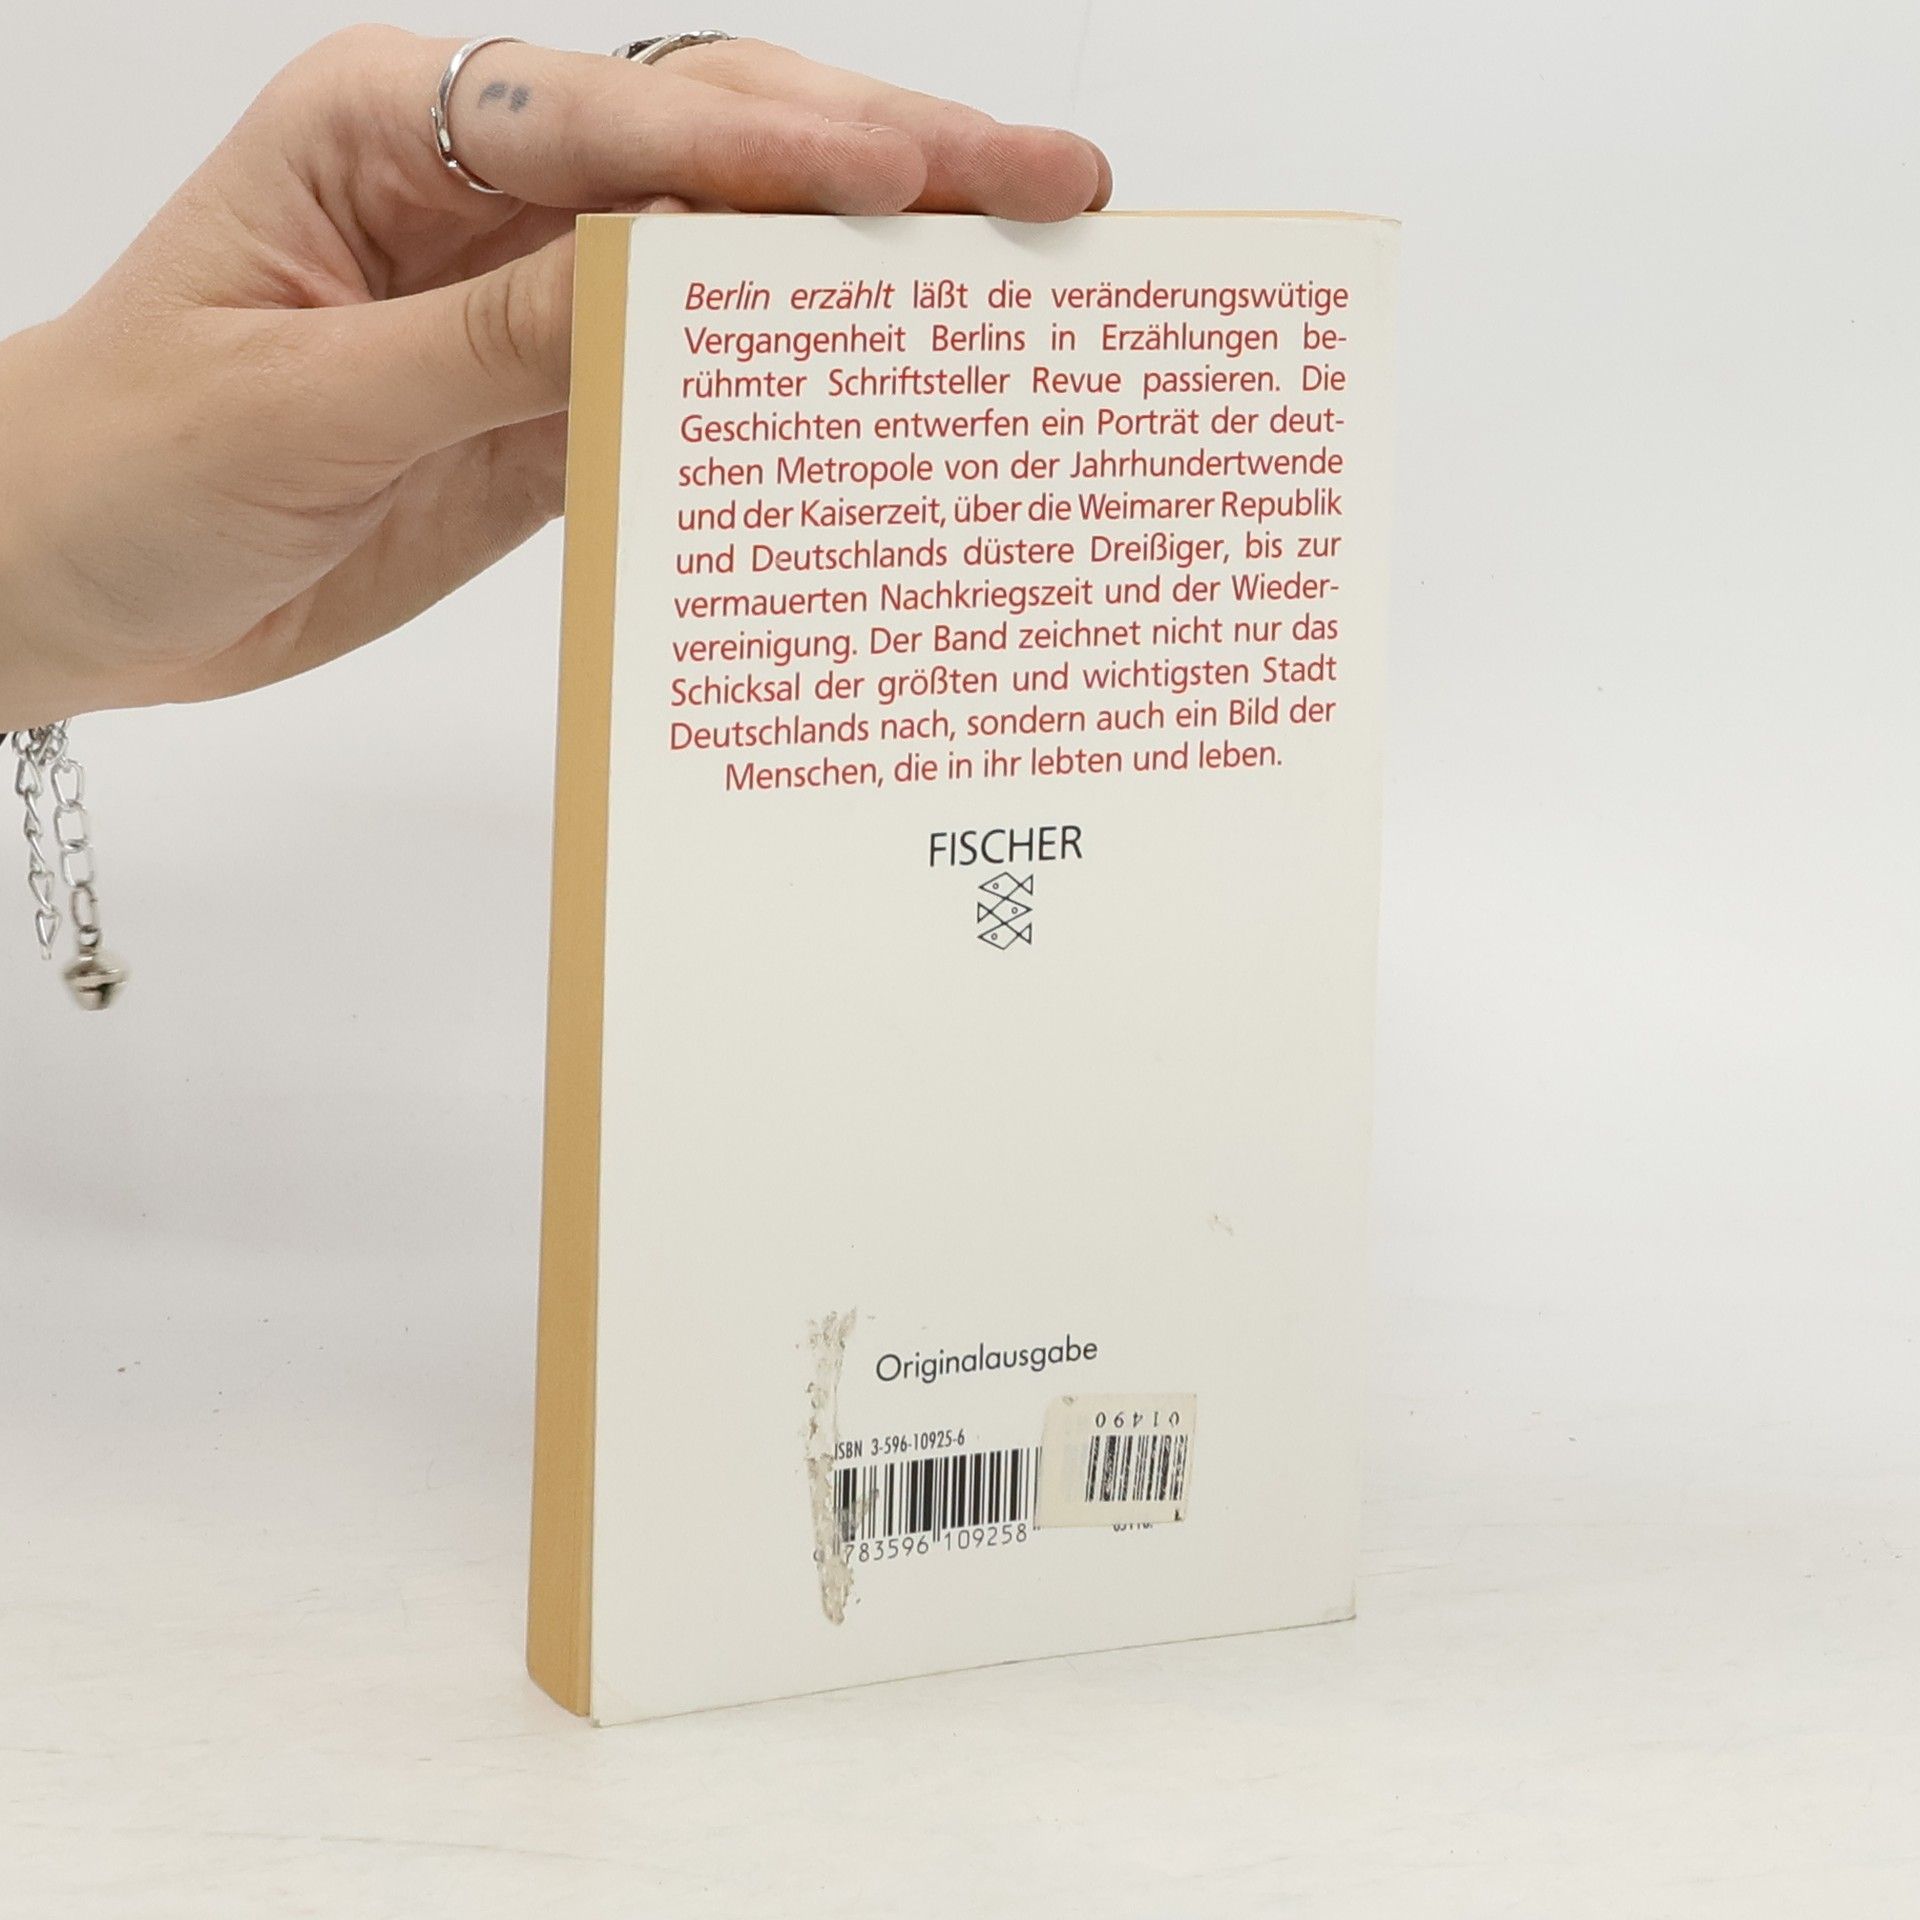 Berlin erzählt läßt die veränderungswütige
Vergangenheit Berlins in Erzählungen be-
rühmter Schriftsteller Revue passieren. Die
Geschichten entwerfen ein Porträt der deut-
schen Metropole von der Jahrhundertwende
und der Kaiserzeit, über die Weimarer Republik
und Deutschlands düstere Dreißiger, bis zur
vermauerten Nachkriegszeit und der Wieder-
vereinigung. Der Band zeichnet nicht nur das
Schicksal der größten und wichtigsten Stadt
Deutschlands nach, sondern auch ein Bild der
Menschen, die in ihr lebten und leben.
FISCHER
Originalausgabe
01490
ISBN 3-596-10925-6
783596 109258